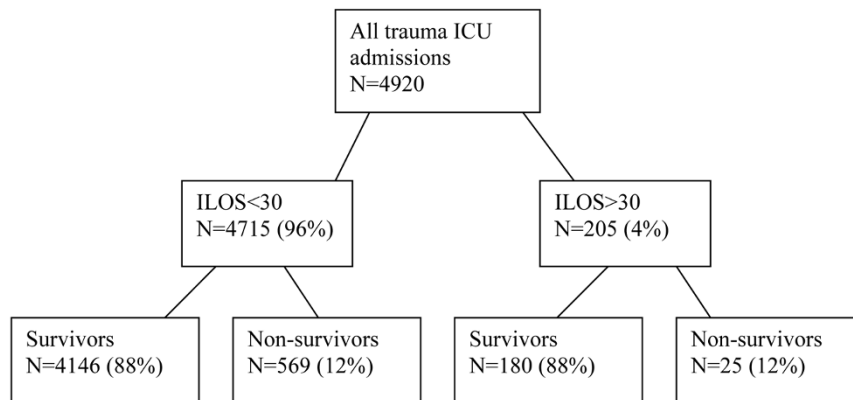 All trauma ICU
admissions
N=4920
ILOS<30
N=4715 (96%)
ILOS>30
N=205 (4%)
Survivors
N=4146 (88%)
Non-survivors
N=569 (12%)
Survivors
N=180 (88%)
Non-survivors
N=25 (12%)